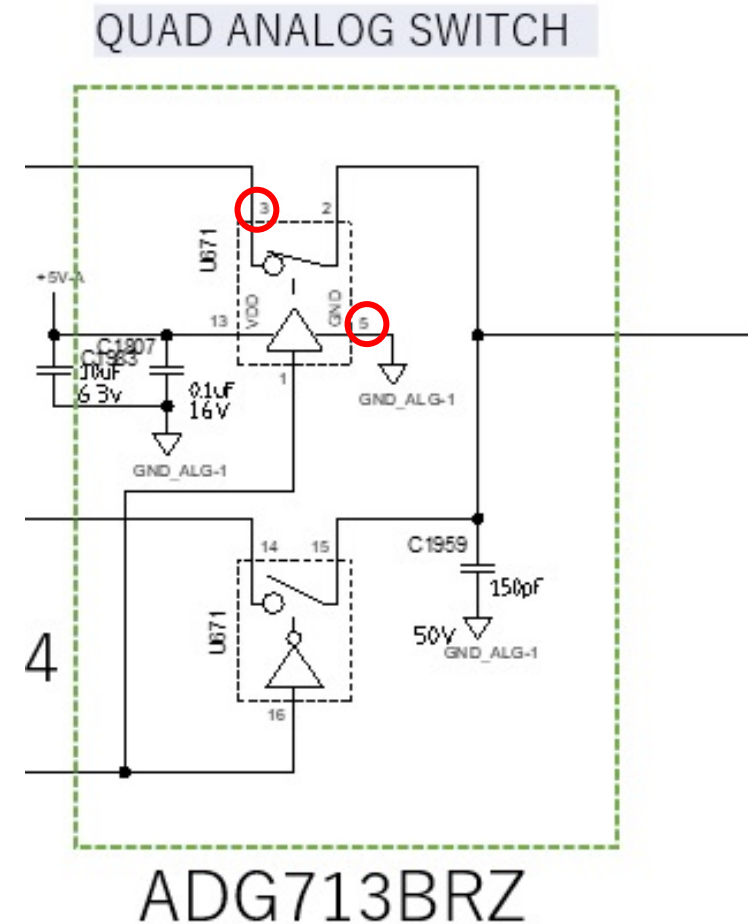 QUAD ANALOG SWITCH
3
2
U671
+5V-A
13
VDD
GND
5
C1807
10uF
6.3v
0.1uF
16V
1
GND_ALG-1
GND_ALG-1
14
15
C1959
U671
150pF
50V
GND_ALG-1
4
16
ADG713BRZ